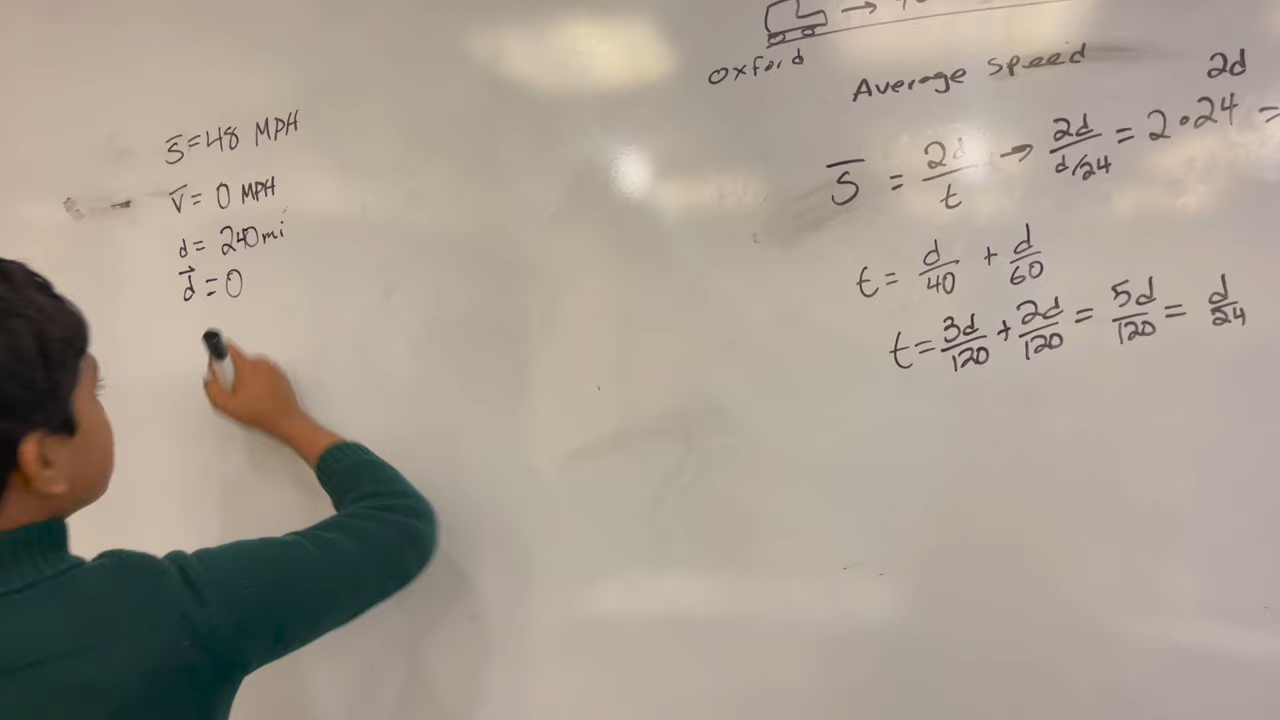 S̅ = 48 MPH
V̅ = 0 MPH
d = 240 mi
d⃗ = 0
Oxford →
Average Speed
2d
S̅ = 2d/t → 2d/(d/24) = 2 • 24 =
t = d/40 + d/60
t = 3d/120 + 2d/120 = 5d/120 = d/24